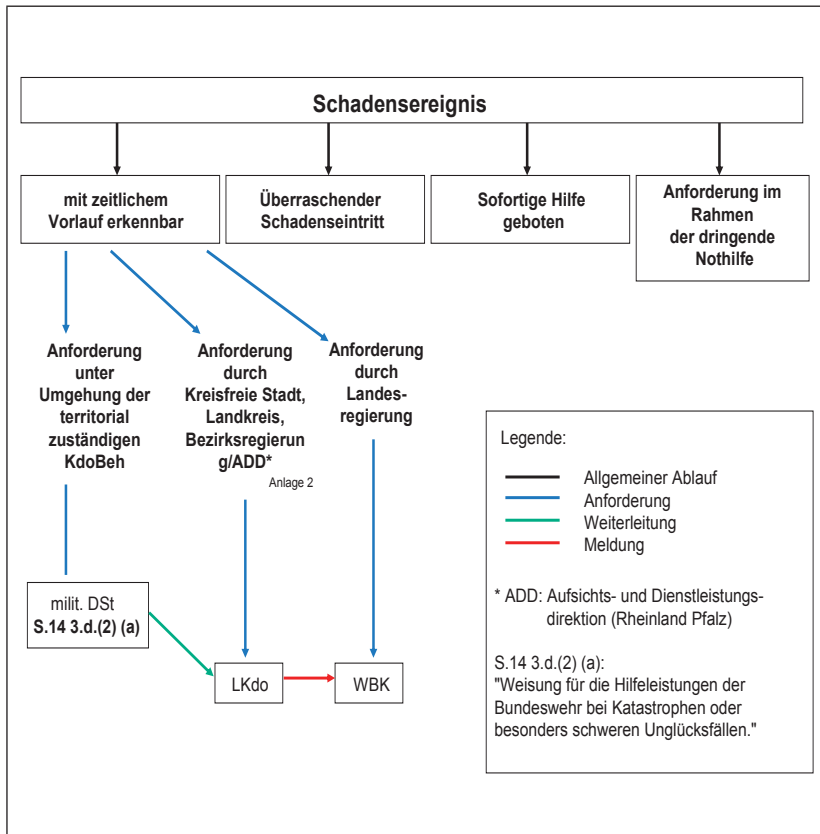 Schadensereignis
mit zeitlichem
Vorlauf erkennbar
Überraschender
Schadenseintritt
Sofortige Hilfe
geboten
Anforderung im
Rahmen
der dringende
Nothilfe
Anforderung
unter
Umgehung der
territorial
zuständigen
KdoBeh
Anforderung
durch
Kreisfreie Stadt,
Landkreis,
Bezirksregierun
g/ADD*
Anlage 2
Anforderung
durch
Landes-
regierung
milit. DSt
S.14 3.d.(2) (a)
LKdo
WBK
Legende:
Allgemeiner Ablauf
Anforderung
Weiterleitung
Meldung
* ADD: Aufsichts- und Dienstleistungs-
direktion (Rheinland Pfalz)
S.14 3.d.(2) (a):
"Weisung für die Hilfeleistungen der
Bundeswehr bei Katastrophen oder
besonders schweren Unglücksfällen."